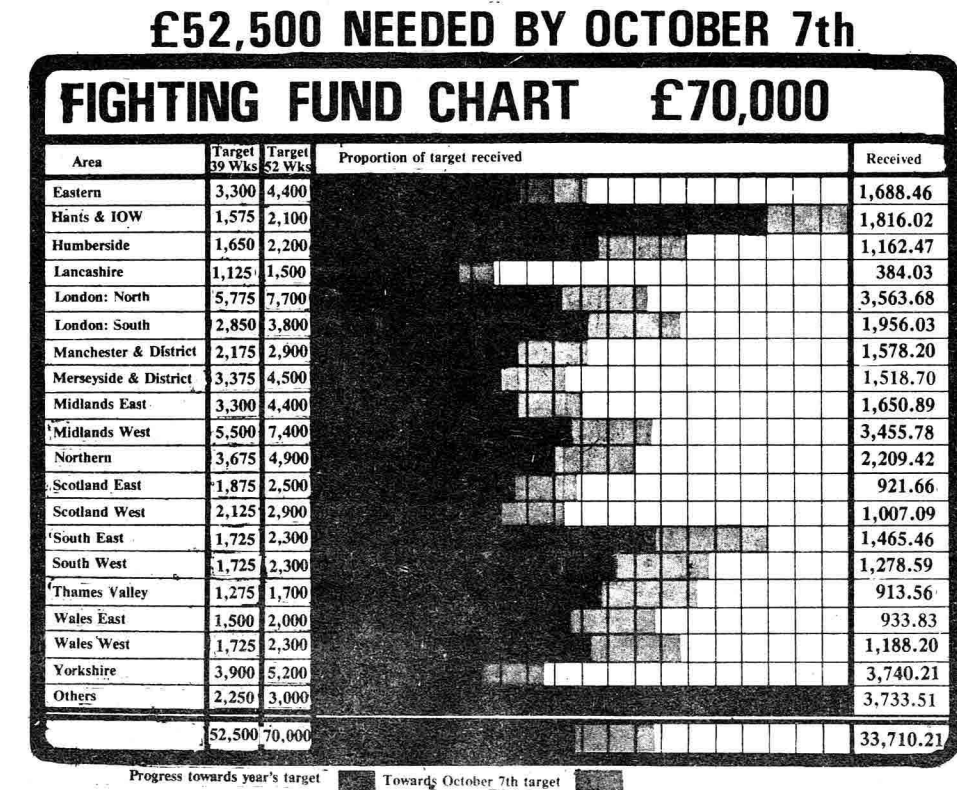 £52,500 NEEDED BY OCTOBER 7th
FIGHTING FUND CHART £70,000
Area Target 39 Wks Target 52 Wks Proportion of target received Received
Eastern 3,300 4,400 1,688.46
Hants & IOW 1,575 2,100 1,816.02
Humberside 1,650 2,200 1,162.47
Lancashire 1,125 1,500 384.03
London: North 5,775 7,700 3,563.68
London: South 2,850 3,800 1,956.03
Manchester & District 2,175 2,900 1,578.20
Merseyside & District 3,375 4,500 1,518.70
Midlands East 3,300 4,400 1,650.89
Midlands West 5,500 7,400 3,455.78
Northern 3,675 4,900 2,209.42
Scotland East 1,875 2,500 921.66
Scotland West 2,125 2,900 1,007.09
South East 1,725 2,300 1,465.46
South West 1,725 2,300 1,278.59
Thames Valley 1,275 1,700 913.56
Wales East 1,500 2,000 933.83
Wales West 1,725 2,300 1,188.20
Yorkshire 3,900 5,200 3,740.21
Others 2,250 3,000 3,733.51
52,500 70,000 33,710.21
Progress towards year's target Towards October 7th target